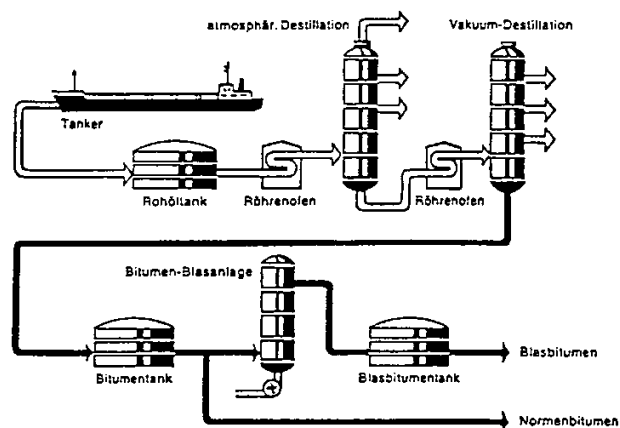 atmosphär. Destillation
Vakuum-Destillation
Tanker
Rohöltank
Röhrenofen
Röhrenofen
Bitumen-Blasanlage
Bitumentank
Blasbitumentank
Blasbitumen
Normenbitumen